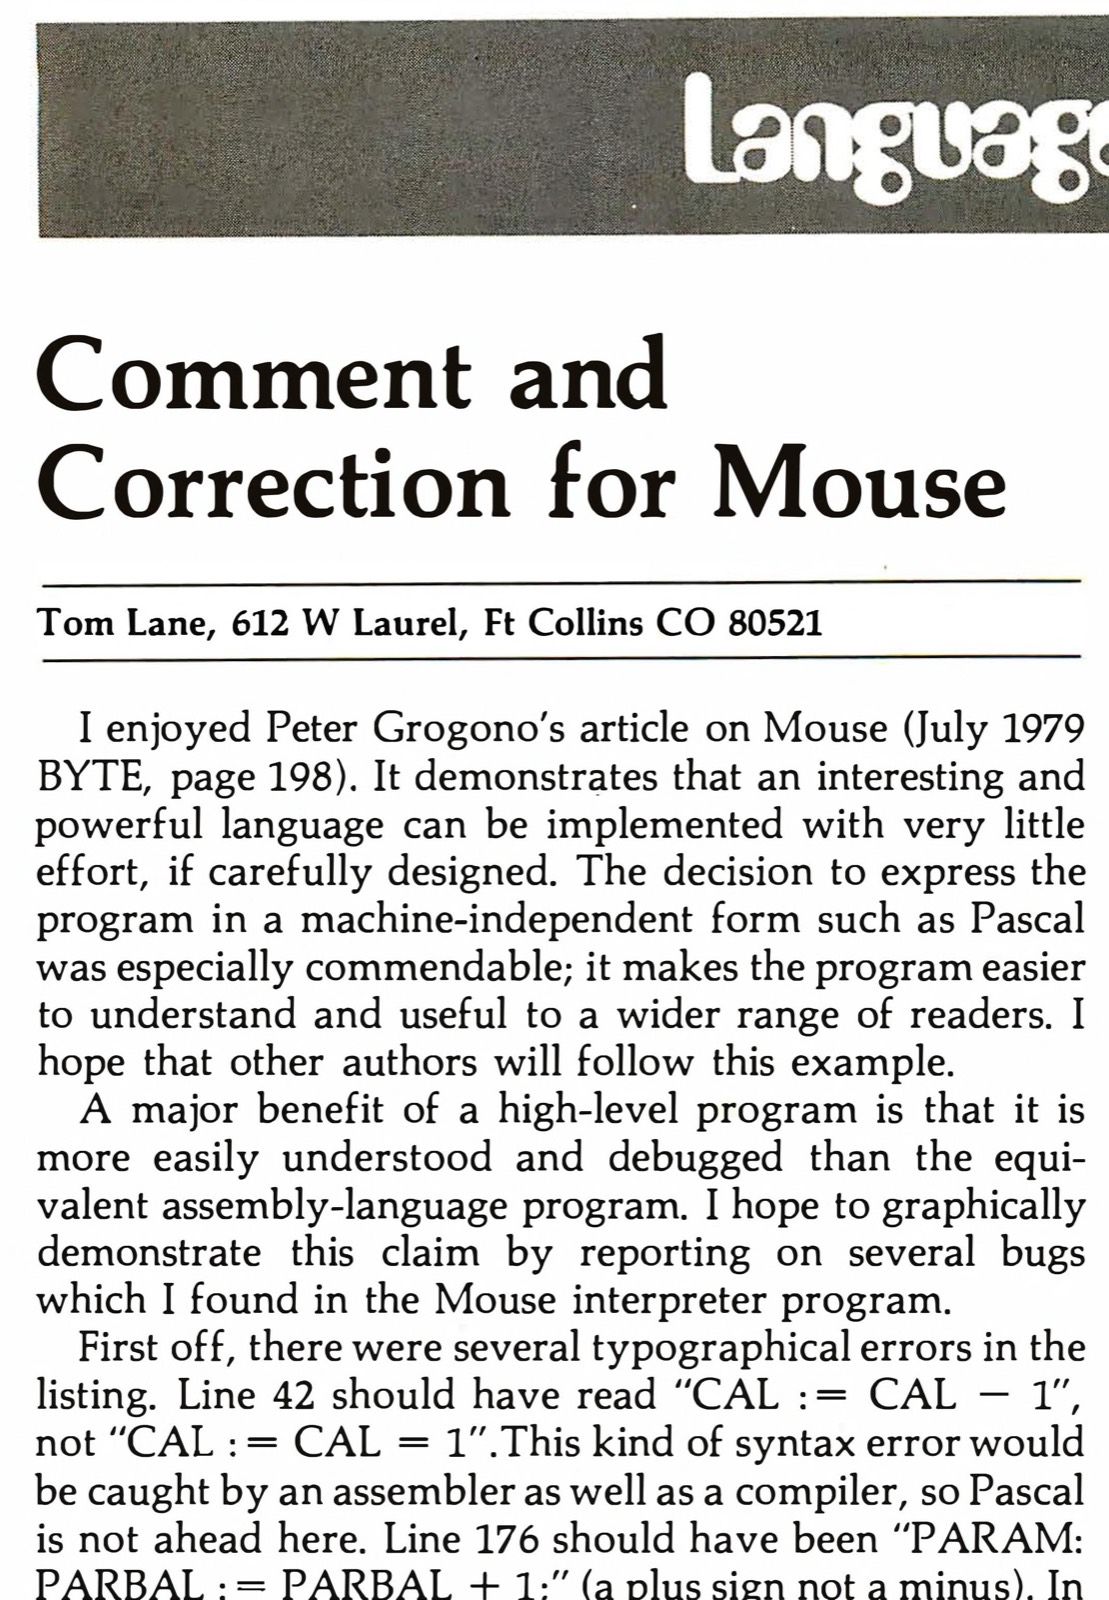 Language
Comment and
Correction for Mouse
Tom Lane, 612 W Laurel, Ft Collins CO 80521
I enjoyed Peter Grogono's article on Mouse (July 1979
BYTE, page 198). It demonstrates that an interesting and
powerful language can be implemented with very little
effort, if carefully designed. The decision to express the
program in a machine-independent form such as Pascal
was especially commendable; it makes the program easier
to understand and useful to a wider range of readers. I
hope that other authors will follow this example.
A major benefit of a high-level program is that it is
more easily understood and debugged than the equi-
valent assembly-language program. I hope to graphically
demonstrate this claim by reporting on several bugs
which I found in the Mouse interpreter program.
First off, there were several typographical errors in the
listing. Line 42 should have read "CAL := CAL − 1",
not "CAL := CAL = 1".This kind of syntax error would
be caught by an assembler as well as a compiler, so Pascal
is not ahead here. Line 176 should have been "PARAM:
PARBAL := PARBAL + 1;" (a plus sign not a minus). In